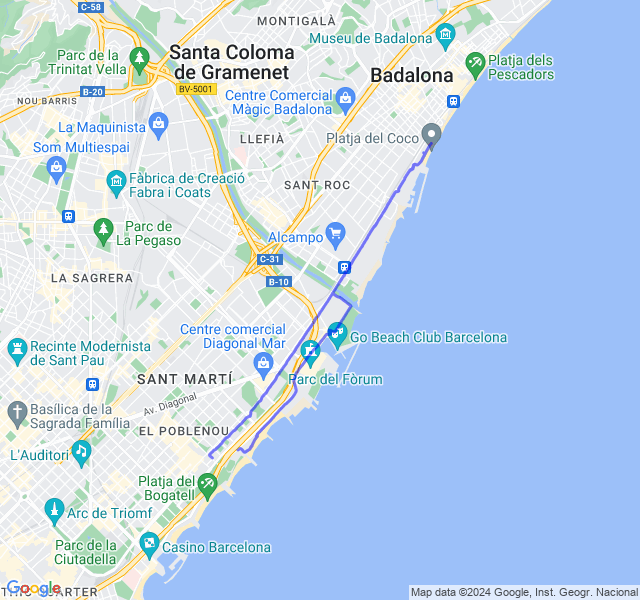 C-58
MONTIGALÀ
Museu de Badalona
Parc de la
Trinitat Vella
Santa Coloma
de Gramenet
Platja dels
Pescadors
Badalona
BV-5001
B-20
NOU BARRIS
Centre Comercial
Màgic Badalona
La Maquinista
LLEFIÀ
Platja del Coco
Som Multiespai
Fàbrica de Creació
Fabra i Coats
SANT ROC
Parc de
La Pegaso
Alcampo
C-31
LA SAGRERA
B-10
Centre comercial
Diagonal Mar
Go Beach Club Barcelona
Recinte Modernista
de Sant Pau
SANT MARTÍ
Parc del Fòrum
Av. Diagonal
Basílica de la
Sagrada Família
EL POBLENOU
L'Auditori
Platja del
Bogatell
Arc de Triomf
Parc de la
Ciutadella
Casino Barcelona
Google
Map data ©2024 Google, Inst. Geogr. Nacional